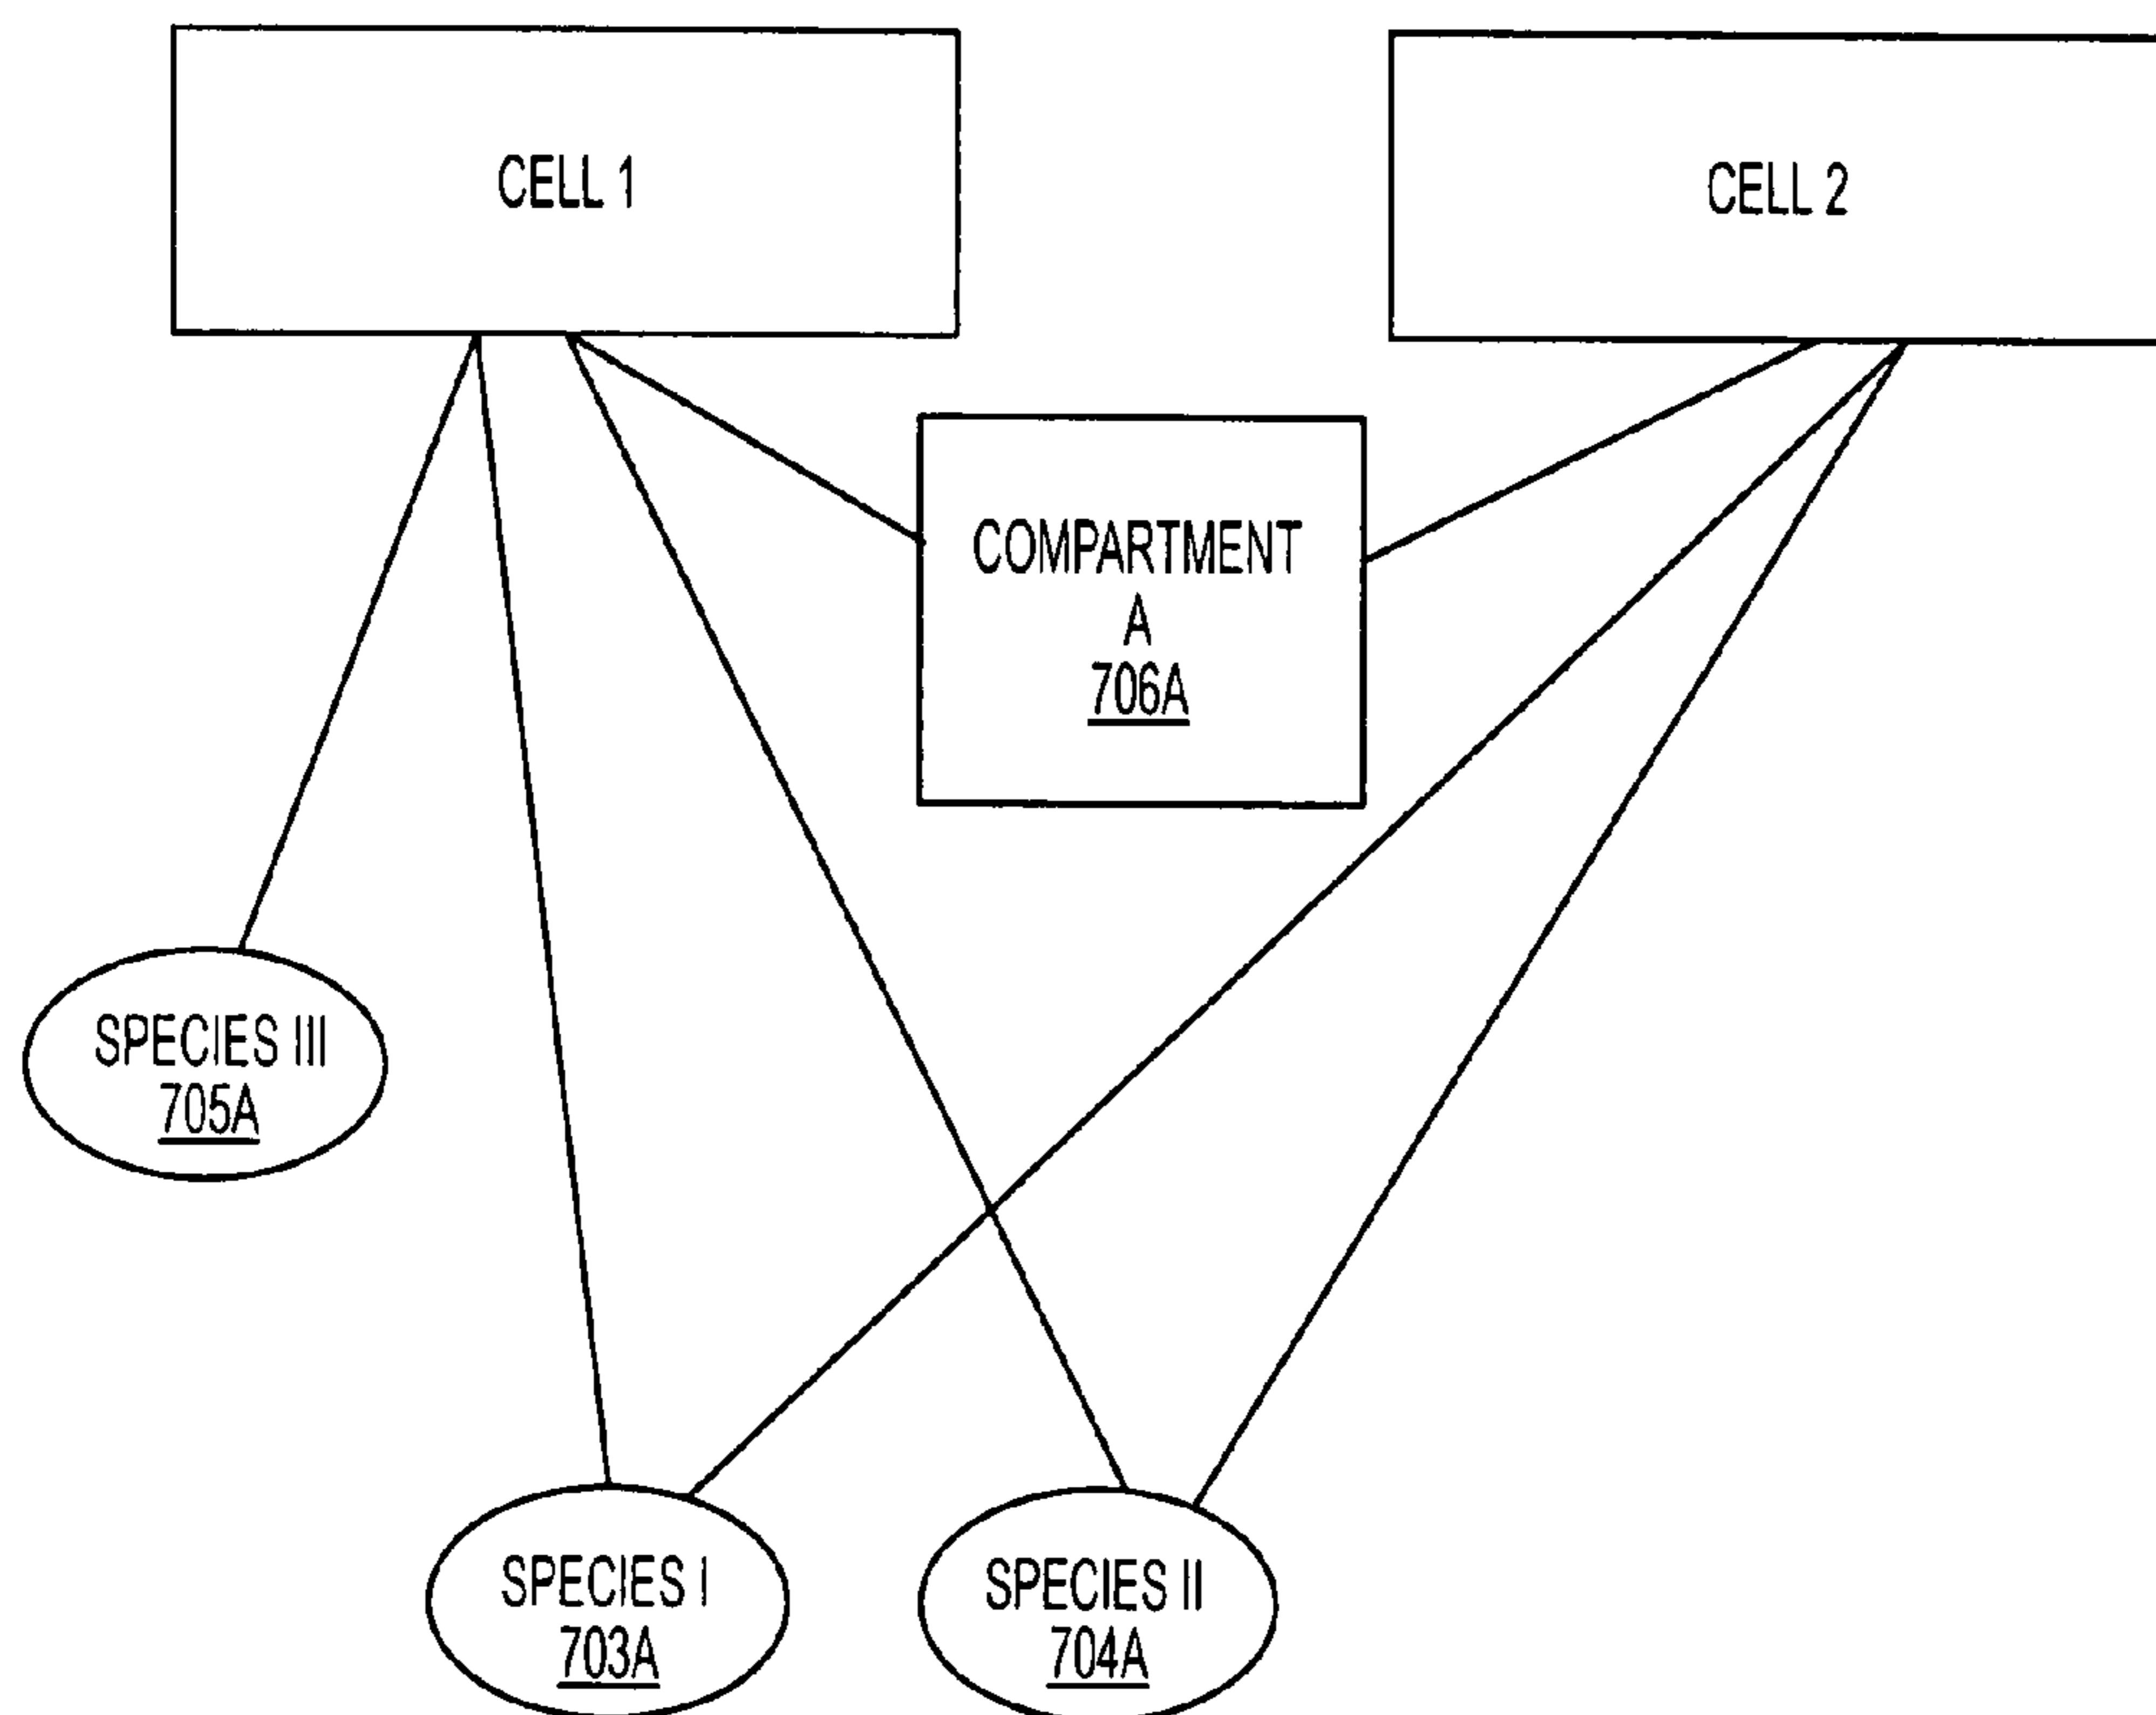 CELL 1
CELL 2
COMPARTMENT
A
706A
SPECIES III
705A
SPECIES I
703A
SPECIES II
704A